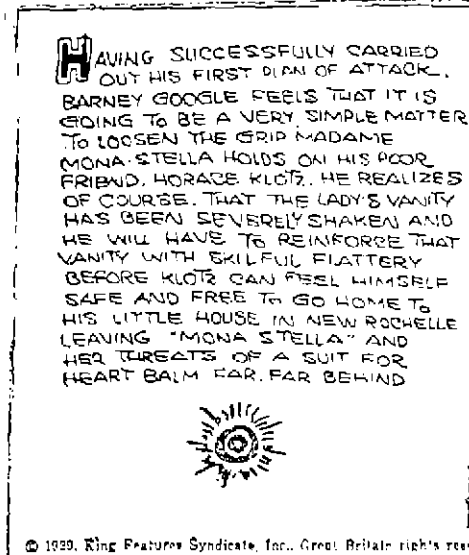 HAVING SUCCESSFULLY CARRIED
OUT HIS FIRST PLAN OF ATTACK,
BARNEY GOOGLE FEELS THAT IT IS
GOING TO BE A VERY SIMPLE MATTER
TO LOOSEN THE GRIP MADAME
MONA-STELLA HOLDS ON HIS POOR
FRIEND, HORACE KLOTZ. HE REALIZES
OF COURSE, THAT THE LADY'S VANITY
HAS BEEN SEVERELY SHAKEN AND
HE WILL HAVE TO REINFORCE THAT
VANITY WITH SKILFUL FLATTERY
BEFORE KLOTZ CAN FEEL HIMSELF
SAFE AND FREE TO GO HOME TO
HIS LITTLE HOUSE IN NEW ROCHELLE
LEAVING "MONA STELLA" AND
HER THREATS OF A SUIT FOR
HEART BALM FAR, FAR BEHIND
© 1929, King Features Syndicate, Inc., Great Britain rights